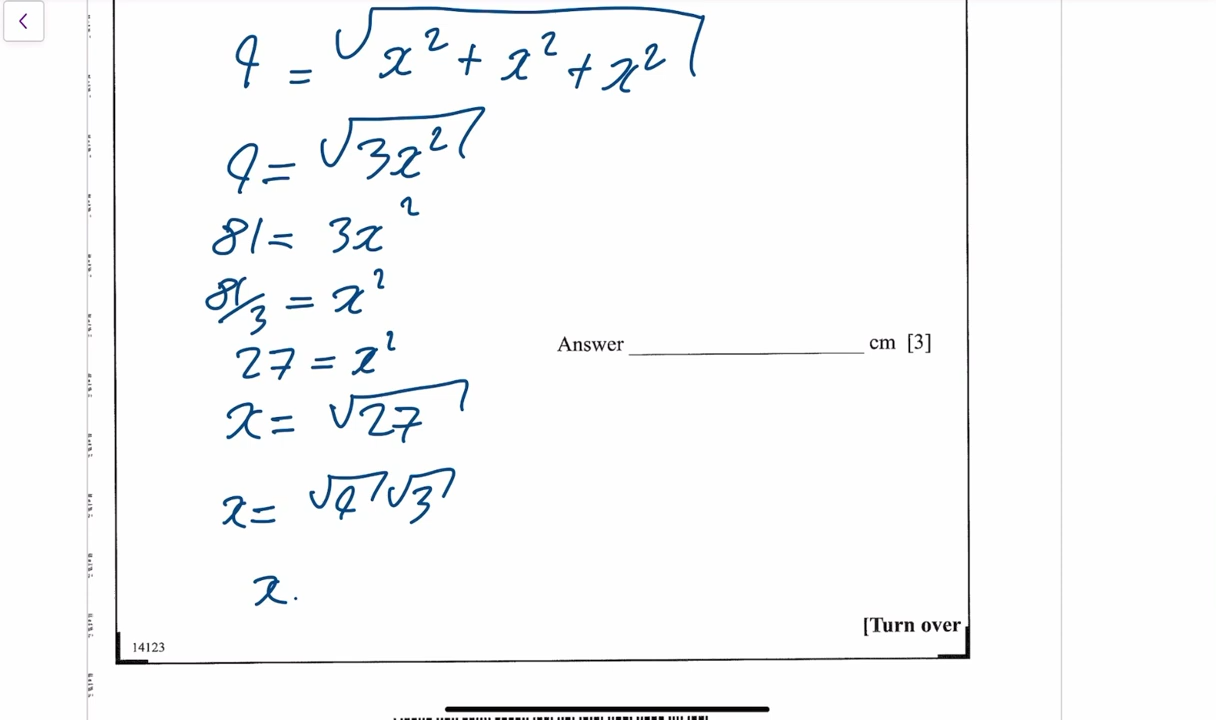 9 = √x² + x² + x²
9 = √3x²
81 = 3x²
81/3 = x²
27 = x²
x = √27
x = √9 √3
x.
Answer ____________________ cm [3]
[Turn over
14123